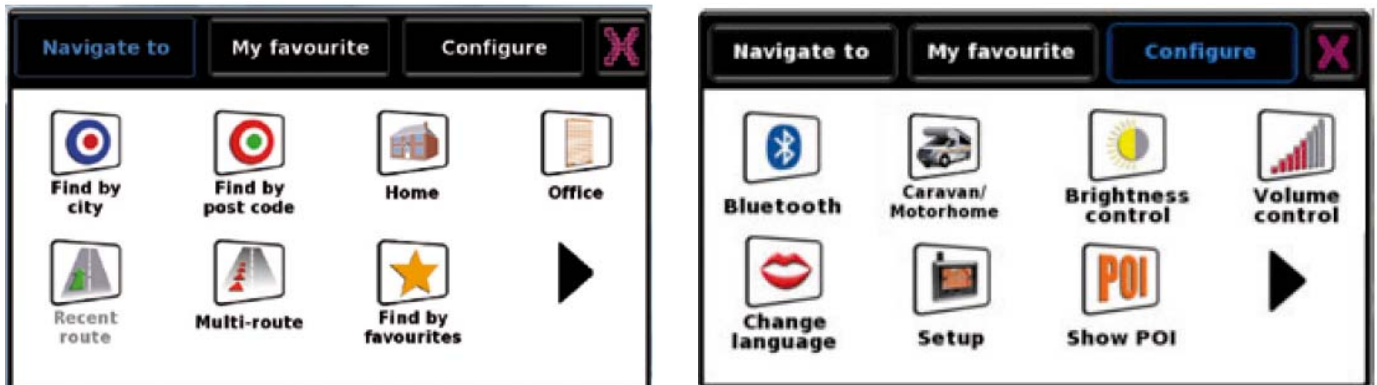 Navigate to
My favourite
Configure
X
Find by
city
Find by
post code
Home
Office
Recent
route
Multi-route
Find by
favourites
Navigate to
My favourite
Configure
X
Bluetooth
Caravan/
Motorhome
Brightness
control
Volume
control
Change
language
Setup
POI
Show POI